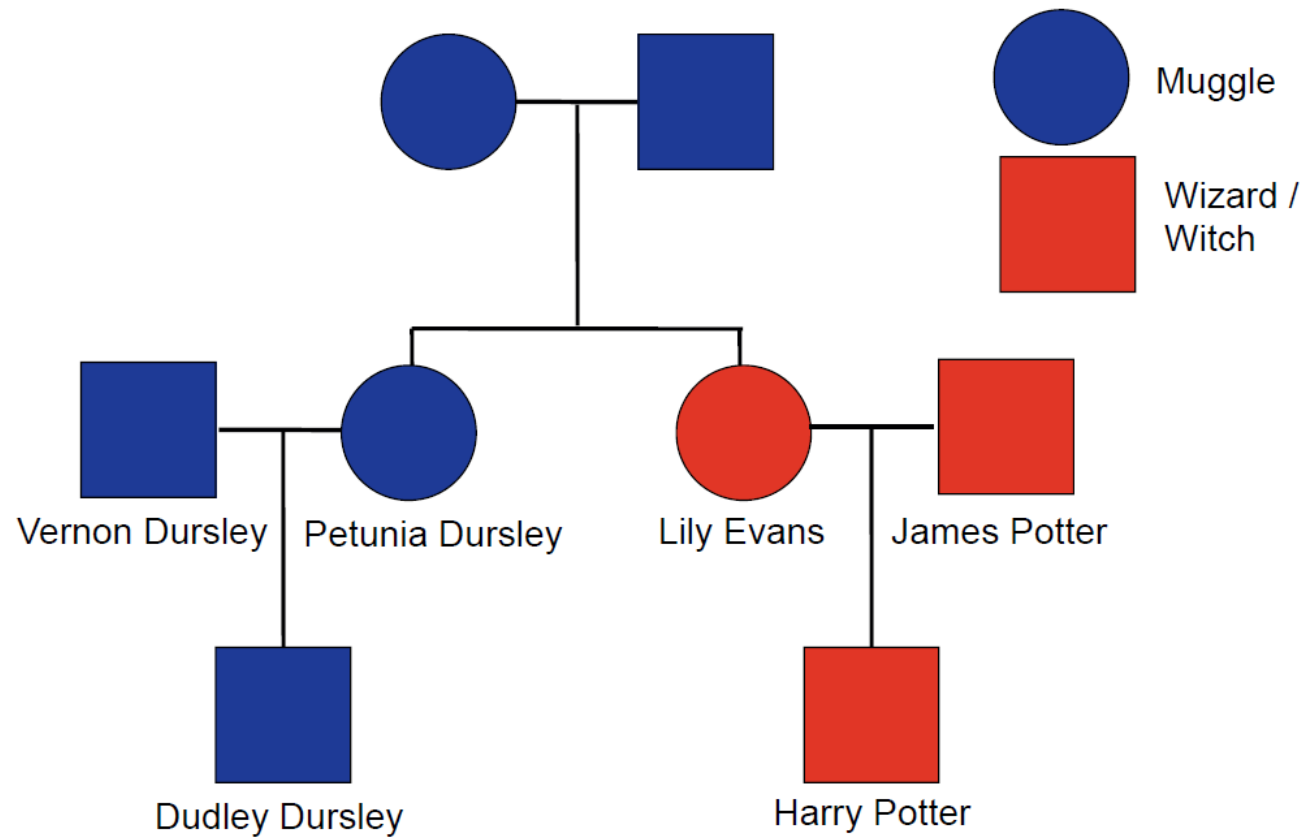 Muggle
Wizard /
Witch
Vernon Dursley
Petunia Dursley
Lily Evans
James Potter
Dudley Dursley
Harry Potter